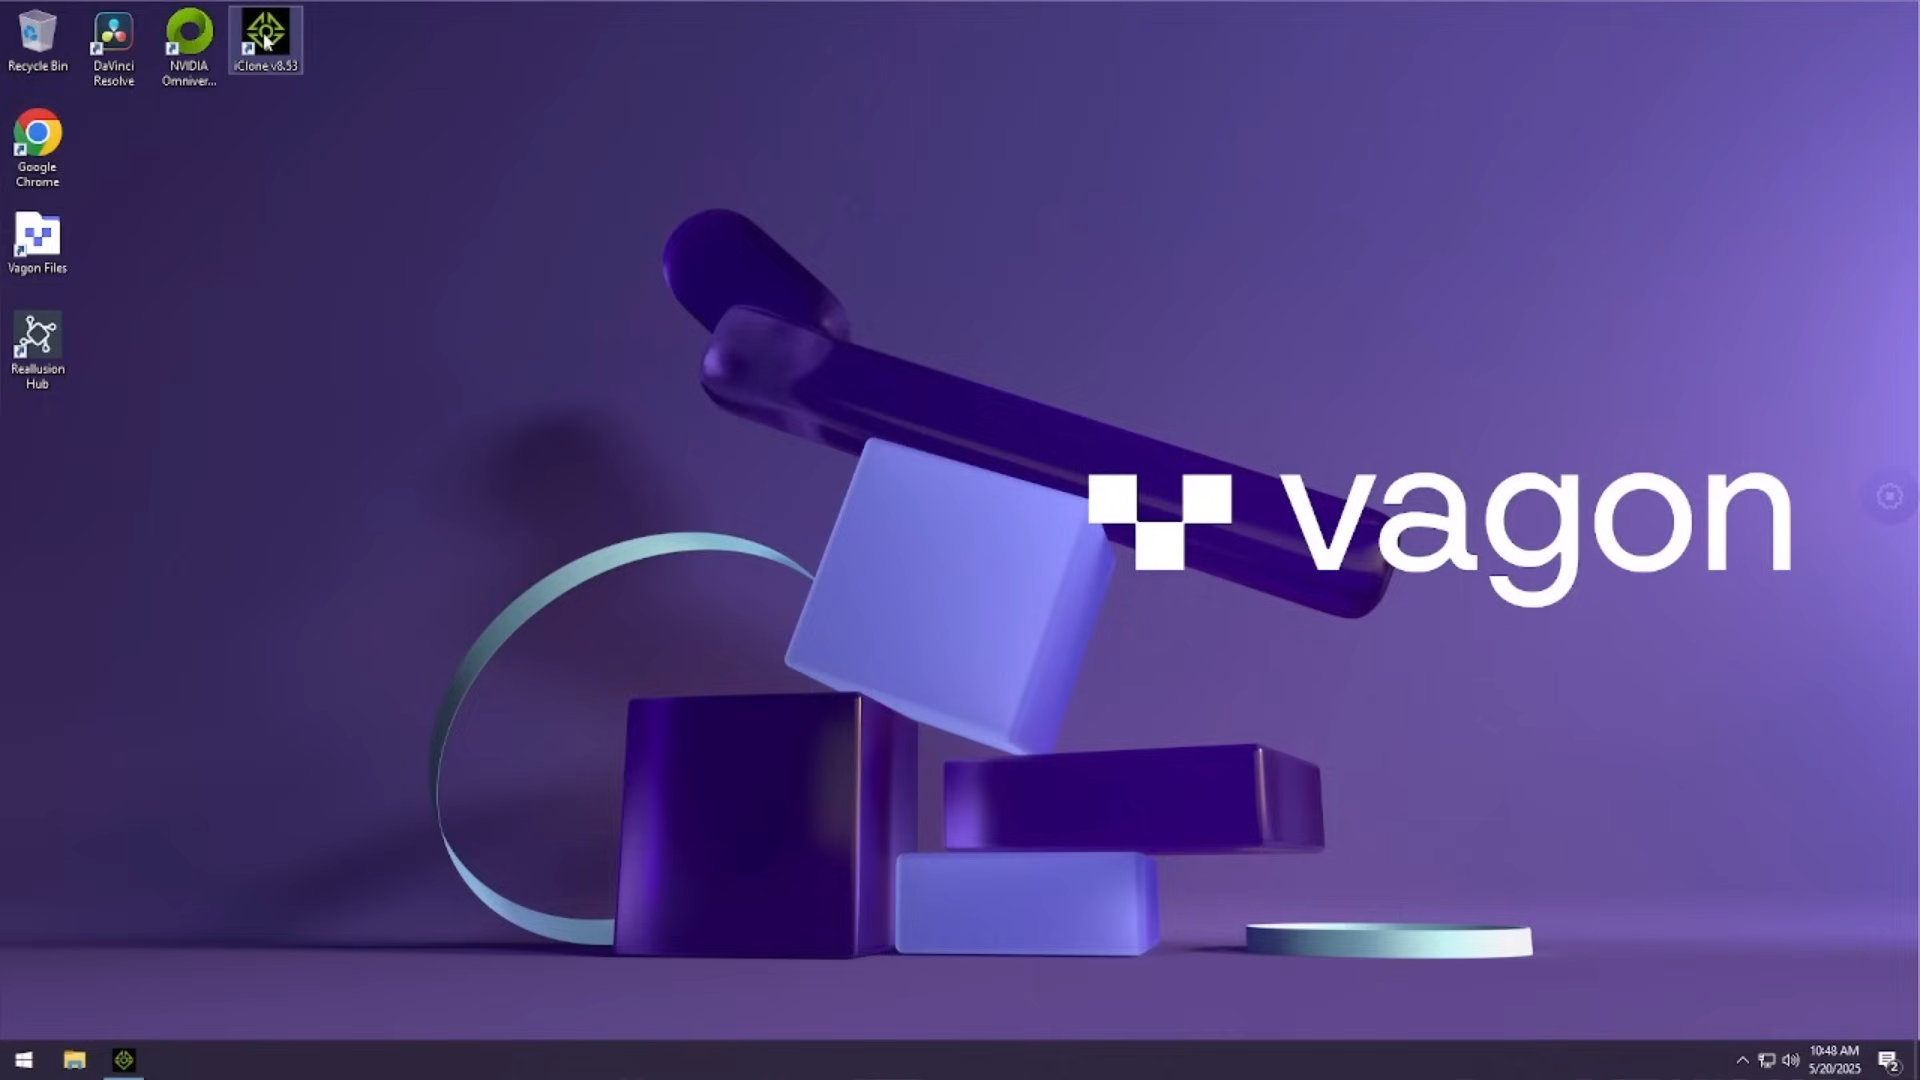 Recycle Bin
DaVinci
Resolve
NVIDIA
Omniver...
iClone v8.53
Google
Chrome
Vagon Files
Reallusion
Hub
vagon
10:48 AM
5/20/2025
2